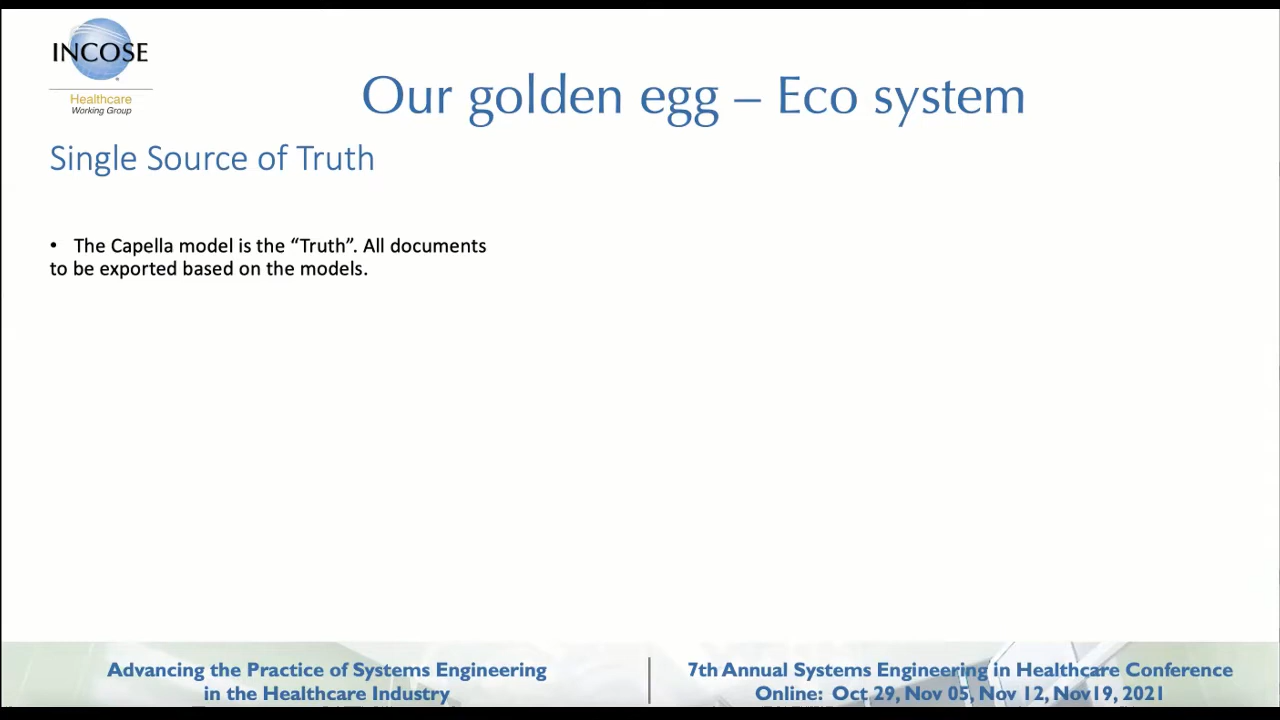 INCOSE
Healthcare
Working Group
Our golden egg – Eco system
Single Source of Truth
• The Capella model is the “Truth”. All documents
to be exported based on the models.
Advancing the Practice of Systems Engineering
in the Healthcare Industry
7th Annual Systems Engineering in Healthcare Conference
Online: Oct 29, Nov 05, Nov 12, Nov19, 2021